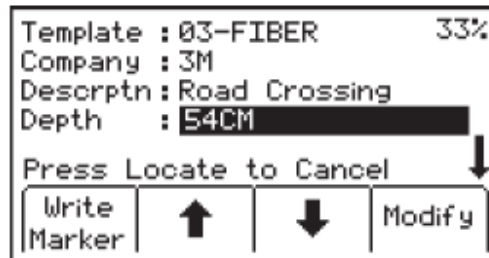 Template :03-FIBER 33%
Company :3M
Descrptn:Road Crossing
Depth :54CM
Press Locate to Cancel
Write Marker Modify